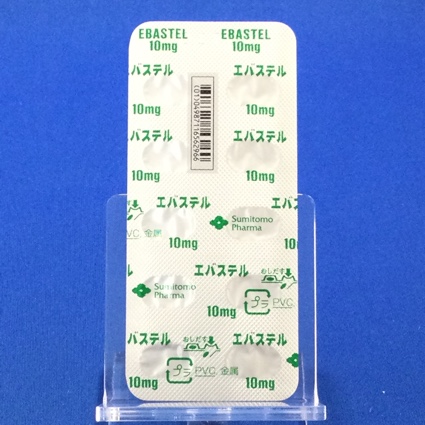 EBASTEL EBASTEL
10mg 10mg
エバステル エバステル
10mg 10mg
エバステル エバステル
10mg 10mg
エバステル Sumitomo
10mg Pharma
Sumitomo エバステル
Pharma 10mg
エバステル
10mg 10mg
PVC, 金属
おしだす
プラ PVC,
おしだす
プラ PVC, 金属